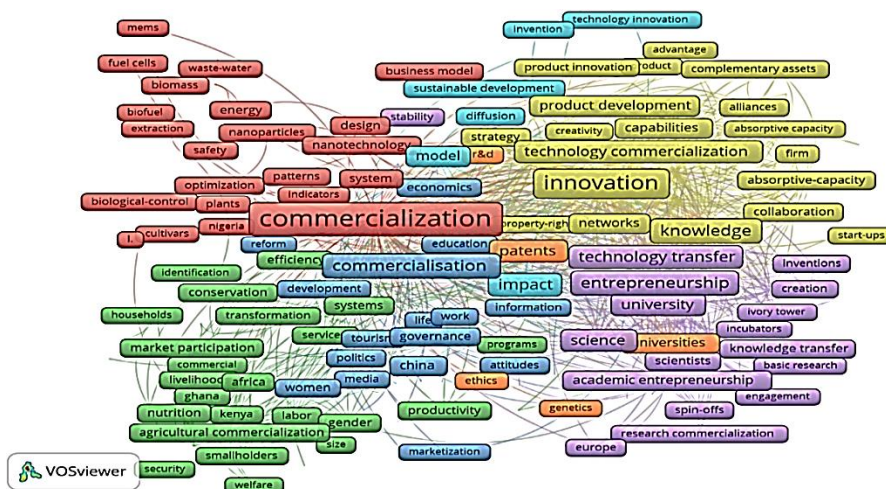 mems
technology innovation
invention
advantage
fuel cells
waste-water
business model
product innovation
complementary assets
biomass
sustainable development
biofuel
energy
stability
diffusion
product development
alliances
extraction
nanoparticles
design
strategy
creativity
capabilities
absorptive capacity
safety
nanotechnology
model
r&d
technology commercialization
firm
optimization
patterns
system
economics
innovation
absorptive-capacity
biological-control
plants
indicators
commercialization
networks
knowledge
collaboration
cultivars
nigeria
reform
education
patents
start-ups
identification
efficiency
commercialisation
technology transfer
inventions
conservation
development
impact
entrepreneurship
creation
households
transformation
systems
information
university
ivory tower
life
work
incubators
market participation
governance
programs
science
knowledge transfer
commercial
politics
china
attitudes
scientists
basic research
africa
women
media
ethics
academic entrepreneurship
engagement
ghana
nutrition
kenya
labor
gender
productivity
genetics
spin-offs
agricultural commercialization
size
research commercialization
smallholders
marketization
europe
security
welfare
VOSviewer